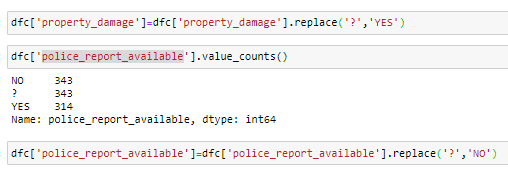 dfc['property_damage']=dfc['property_damage'].replace('?','YES')
dfc['police_report_available'].value_counts()
NO     343
?      343
YES    314
Name: police_report_available, dtype: int64
dfc['police_report_available']=dfc['police_report_available'].replace('?','NO')